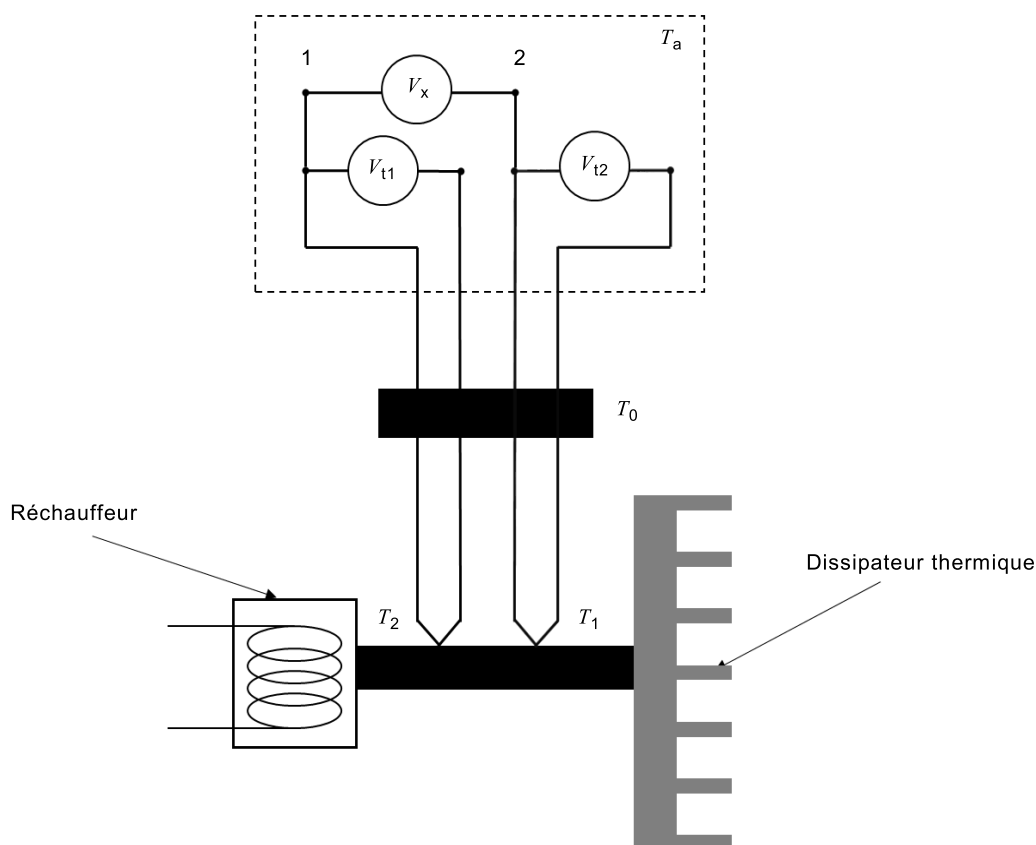 T_a
1
2
V_x
V_t1
V_t2
T_0
Réchauffeur
Dissipateur thermique
T_2
T_1